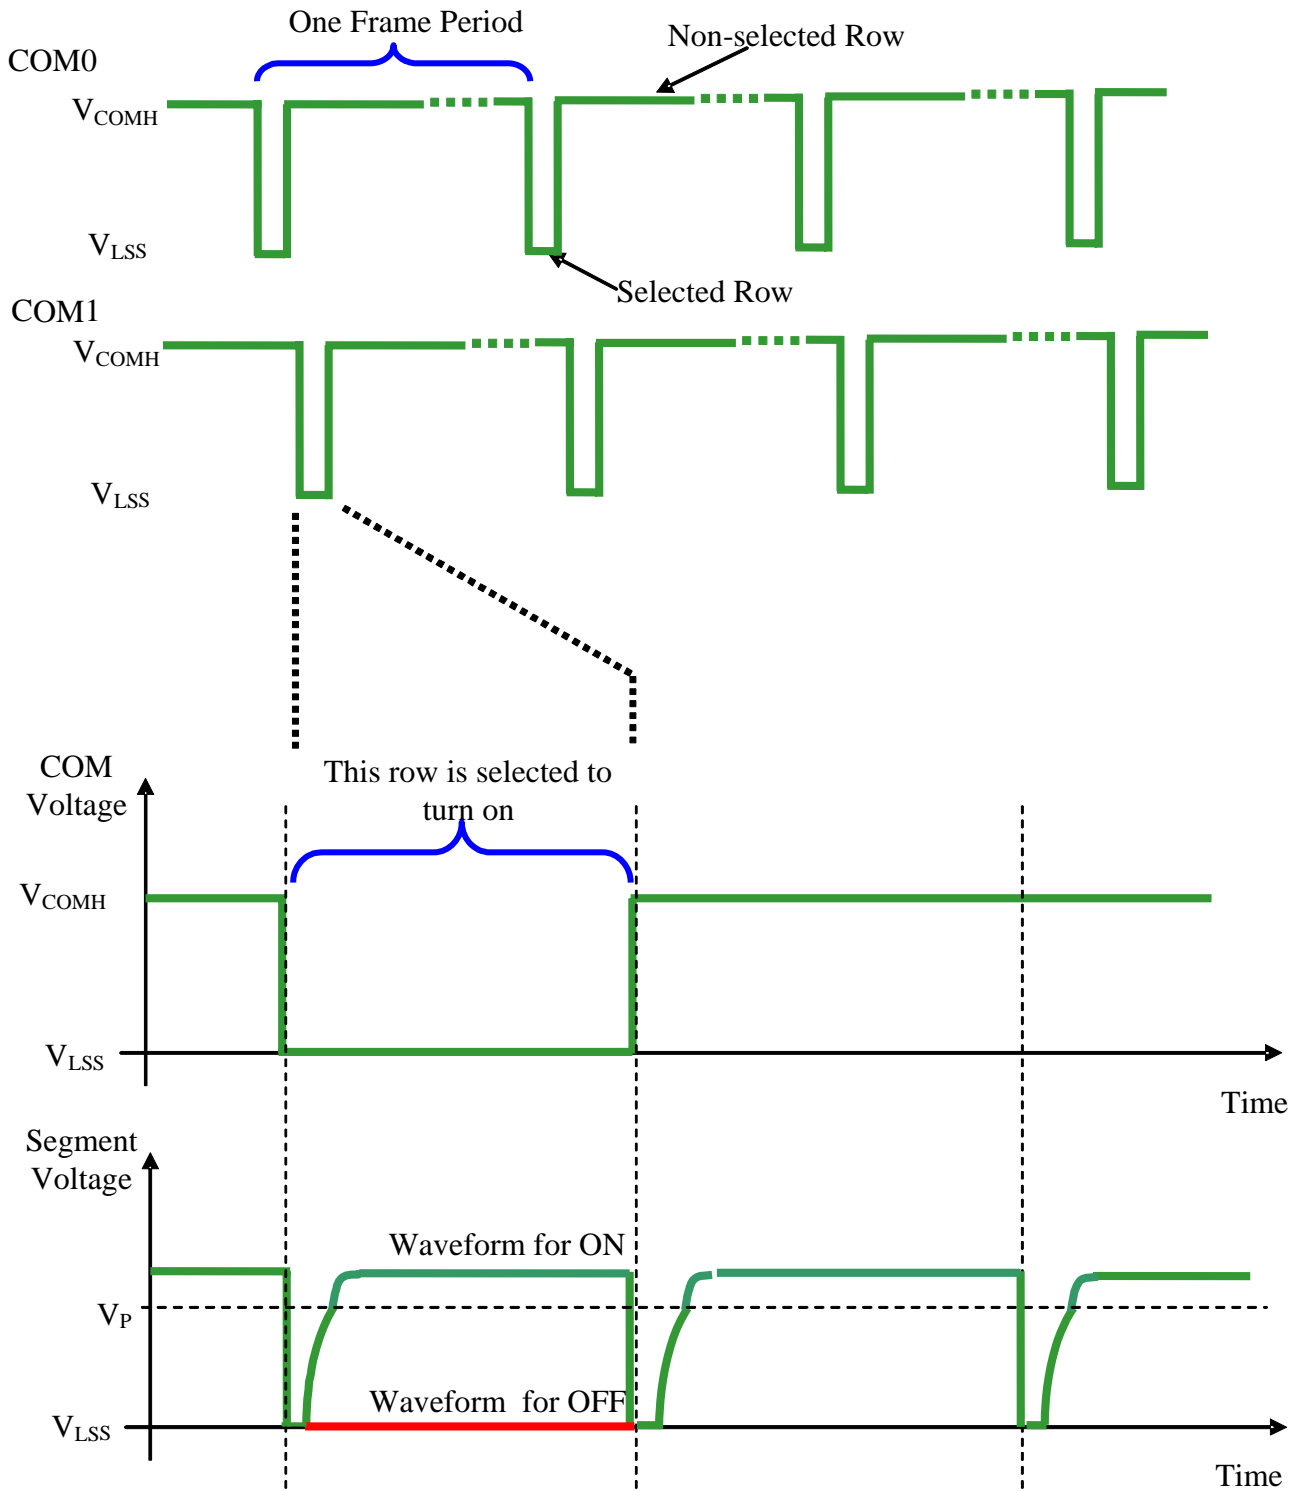 One Frame Period
Non-selected Row
COM0
VCOMH
VLSS
Selected Row
COM1
VCOMH
VLSS
COM
Voltage
This row is selected to
turn on
VCOMH
VLSS
Time
Segment
Voltage
Waveform for ON
VP
Waveform for OFF
VLSS
Time